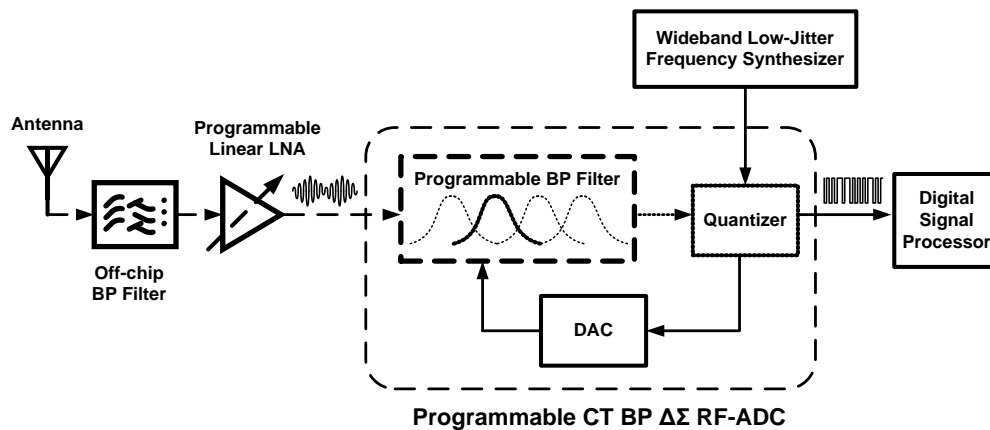 Wideband Low-Jitter
Frequency Synthesizer
Antenna
Programmable
Linear LNA
Programmable BP Filter
Quantizer
Digital
Signal
Processor
Off-chip
BP Filter
DAC
Programmable CT BP ΔΣ RF-ADC